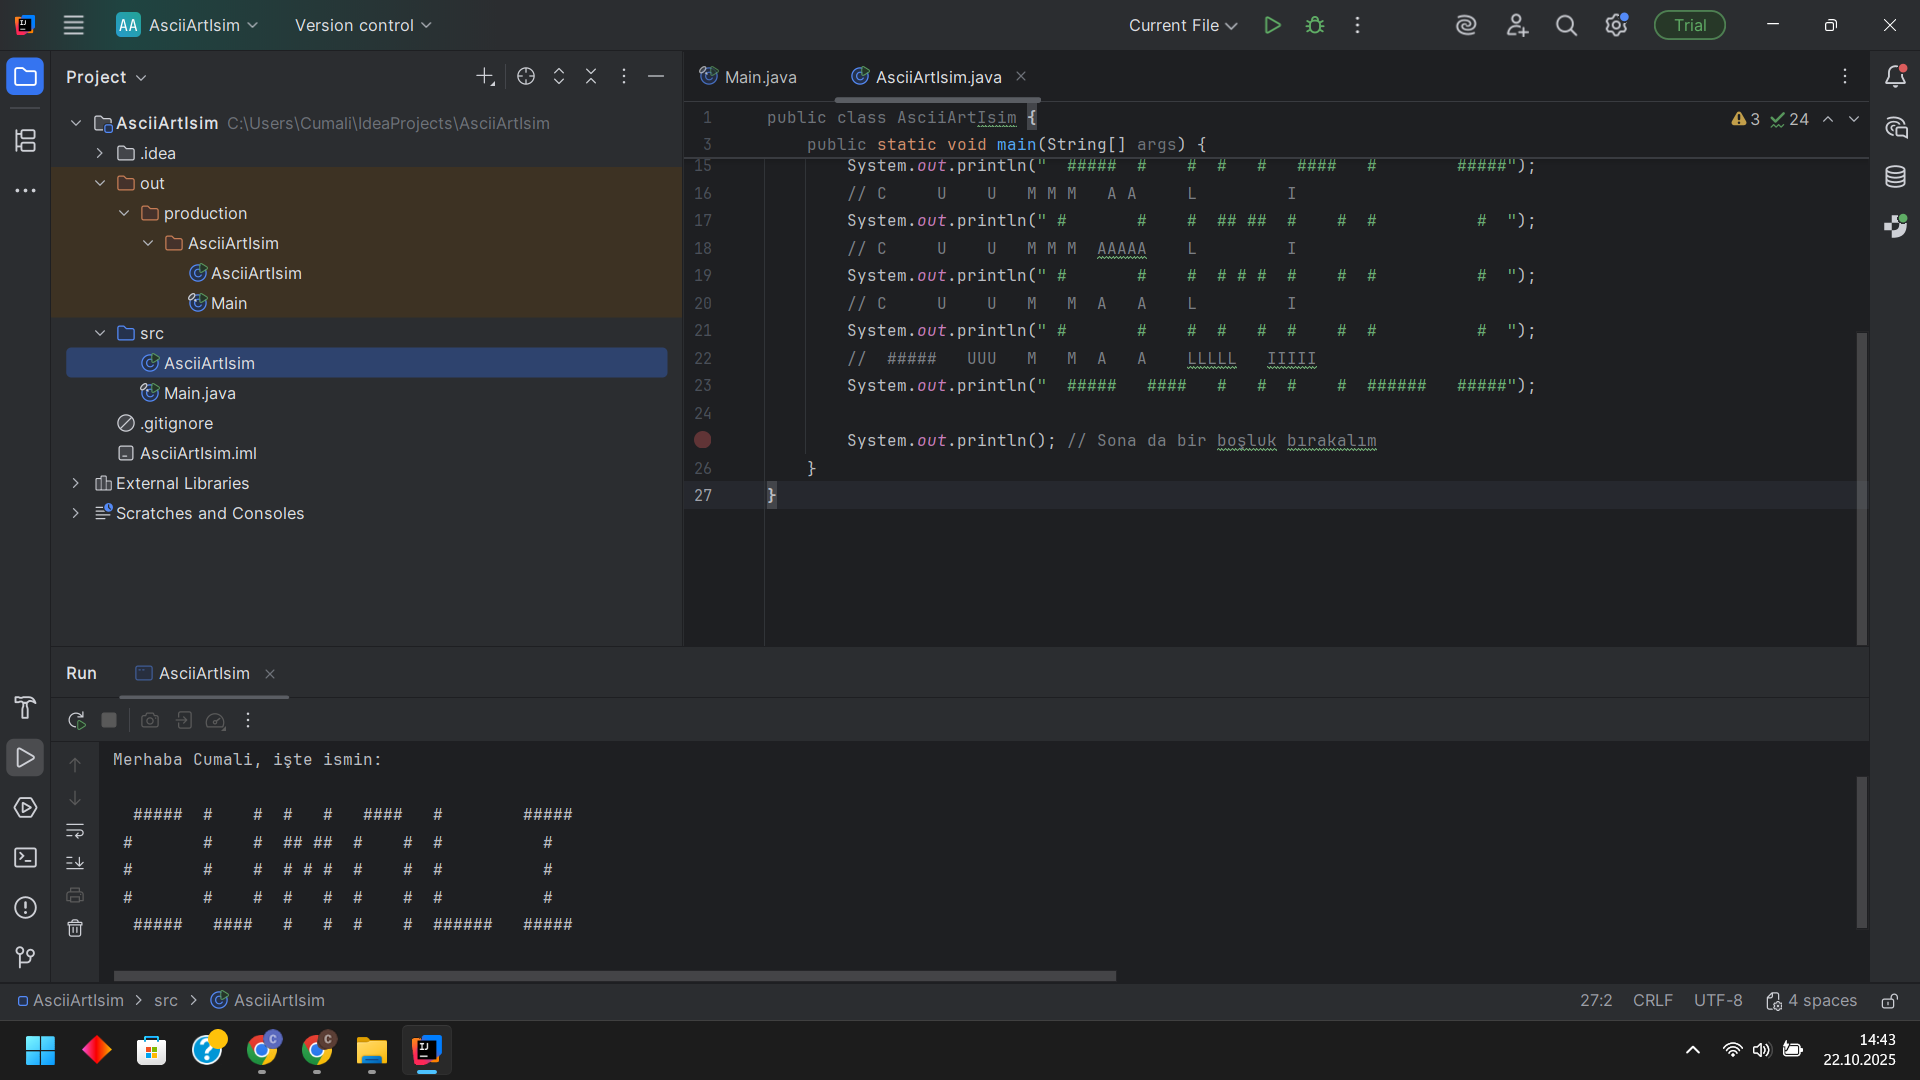 AA AsciiArtIsim Version control Current File Trial
Project
Main.java AsciiArtIsim.java
AsciiArtIsim C:\Users\Cumali\IdeaProjects\AsciiArtIsim
.idea
out
production
AsciiArtIsim
AsciiArtIsim
Main
src
AsciiArtIsim
Main.java
.gitignore
AsciiArtIsim.iml
External Libraries
Scratches and Consoles
3 24
1 public class AsciiArtIsim {
3     public static void main(String[] args) {
15        System.out.println("  #####  #    #  #   #   ####   #        #####");
16        // C     U    U   M M M   A A     L         I
17        System.out.println(" #       #    #  ## ##  #    #  #          #  ");
18        // C     U    U   M M M  AAAAA    L         I
19        System.out.println(" #       #    #  # # #  #    #  #          #  ");
20        // C     U    U   M   M  A   A    L         I
21        System.out.println(" #       #    #  #   #  #    #  #          #  ");
22        //  #####   UUU   M   M  A   A    LLLLL   IIIII
23        System.out.println("  #####   ####   #   #  #    #  ######   #####");
24
        System.out.println(); // Sona da bir boşluk bırakalım
26    }
27 }
Run AsciiArtIsim
Merhaba Cumali, işte ismin:
  #####  #    #  #   #   ####   #        #####
 #       #    #  ## ##  #    #  #          #
 #       #    #  # # #  #    #  #          #
 #       #    #  #   #  #    #  #          #
  #####   ####   #   #  #    #  ######   #####
AsciiArtIsim > src > AsciiArtIsim 27:2 CRLF UTF-8 4 spaces
14:43
22.10.2025